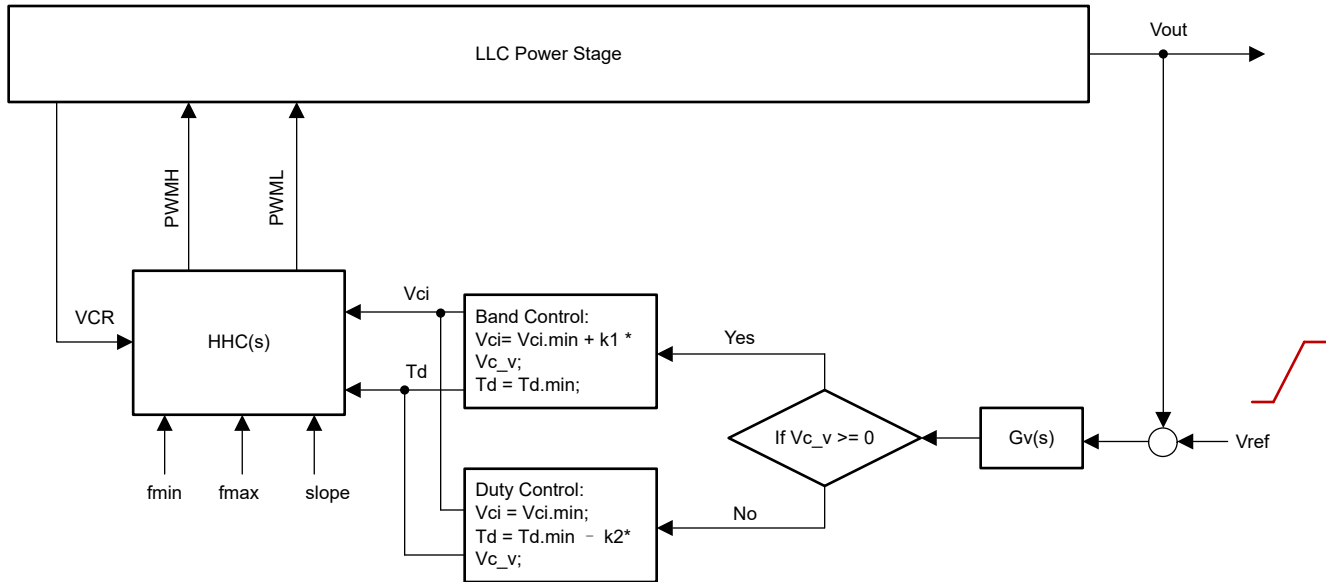 LLC Power Stage
Vout
PWMH
PWML
VCR
HHC(s)
Vci
Td
Band Control:
Vci= Vci.min + k1 *
Vc_v;
Td = Td.min;
Yes
If Vc_v >= 0
Gv(s)
Vref
fmin
fmax
slope
Duty Control:
Vci = Vci.min;
Td = Td.min - k2*
Vc_v;
No